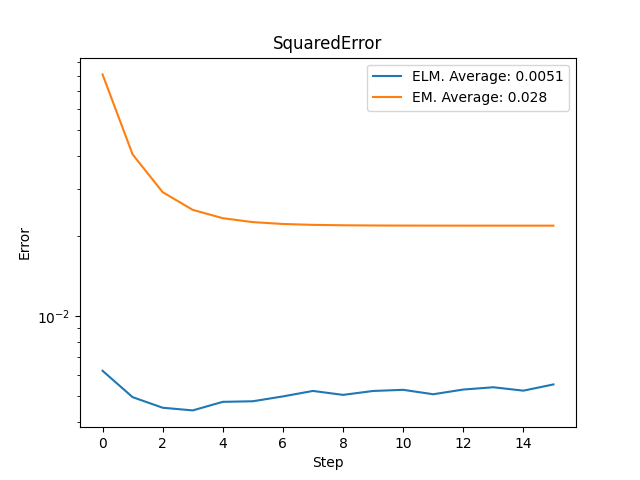 SquaredError
ELM. Average: 0.0051
EM. Average: 0.028
Error
10⁻²
0 2 4 6 8 10 12 14
Step